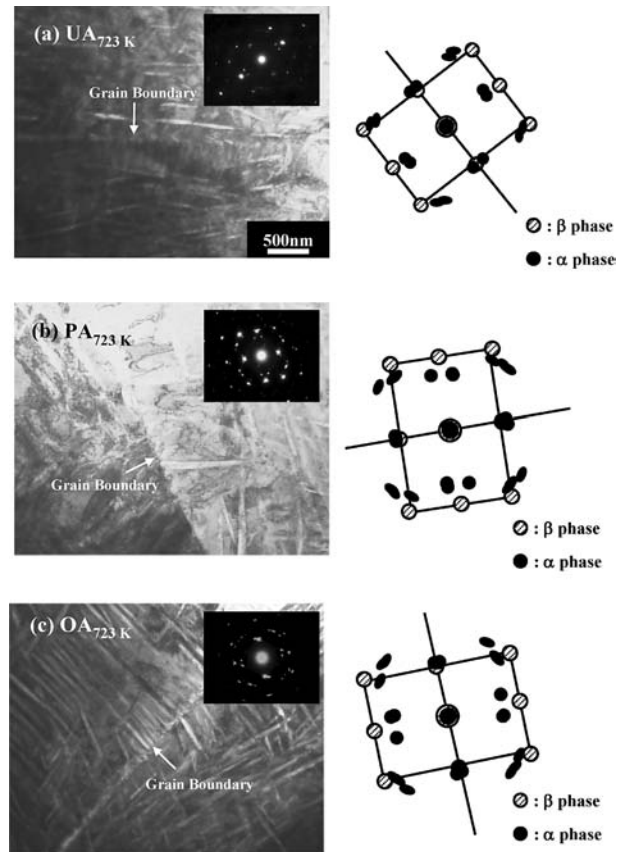 (a) UA723 K
Grain Boundary
500nm
: β phase
: α phase
(b) PA723 K
Grain Boundary
: β phase
: α phase
(c) OA723 K
Grain Boundary
: β phase
: α phase